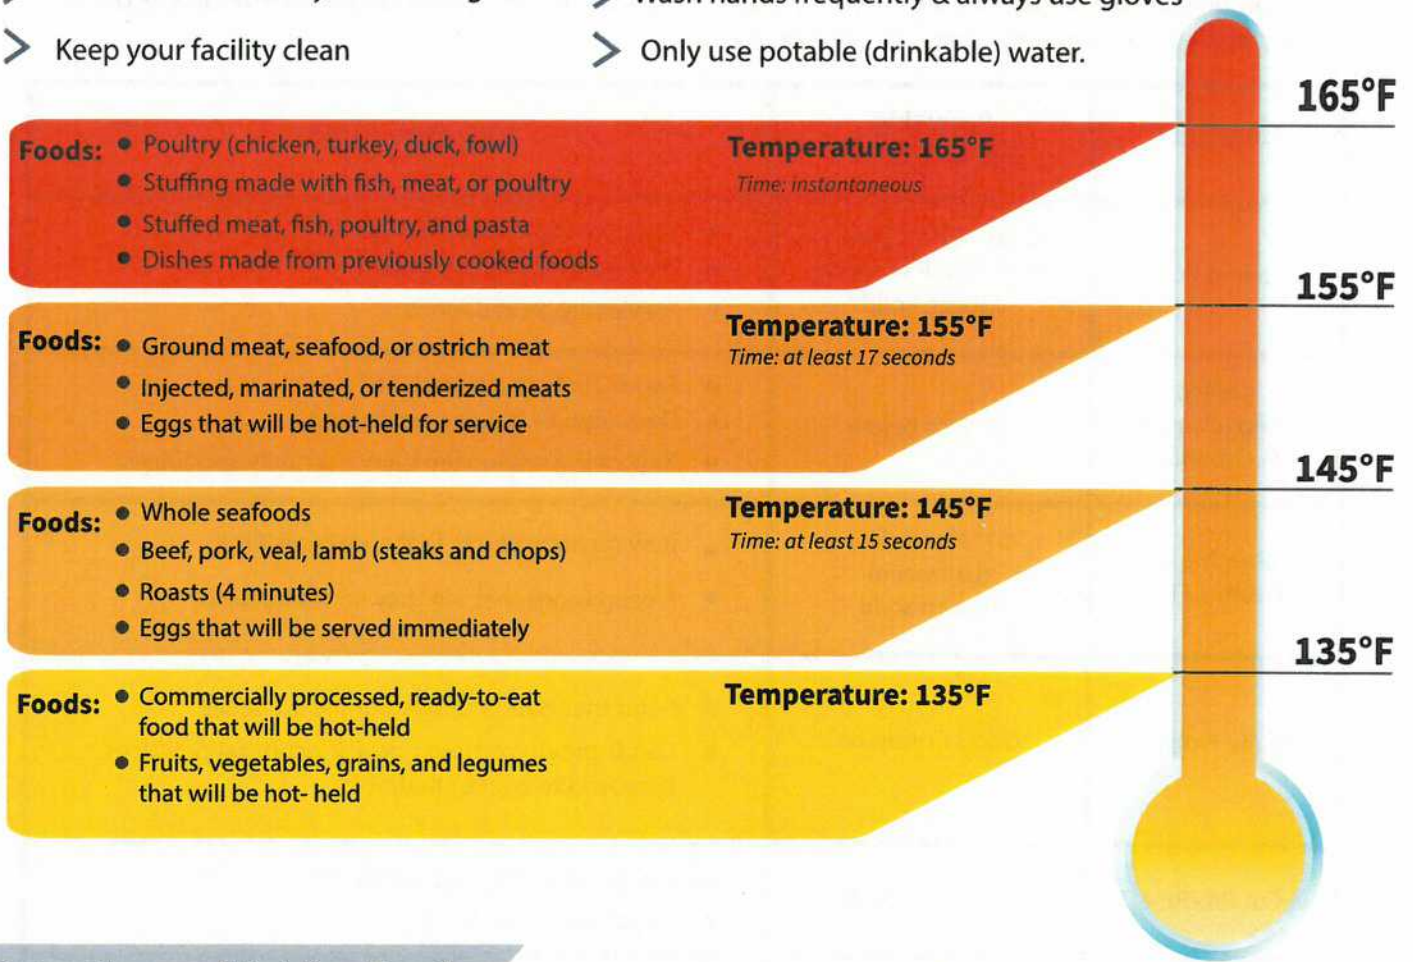 Wash hands frequently & always use gloves
Keep your facility clean
Only use potable (drinkable) water.
165°F
Foods:
Poultry (chicken, turkey, duck, fowl)
Stuffing made with fish, meat, or poultry
Stuffed meat, fish, poultry, and pasta
Dishes made from previously cooked foods
Temperature: 165°F
Time: instantaneous
155°F
Foods:
Ground meat, seafood, or ostrich meat
Injected, marinated, or tenderized meats
Eggs that will be hot-held for service
Temperature: 155°F
Time: at least 17 seconds
145°F
Foods:
Whole seafoods
Beef, pork, veal, lamb (steaks and chops)
Roasts (4 minutes)
Eggs that will be served immediately
Temperature: 145°F
Time: at least 15 seconds
135°F
Foods:
Commercially processed, ready-to-eat
food that will be hot-held
Fruits, vegetables, grains, and legumes
that will be hot- held
Temperature: 135°F